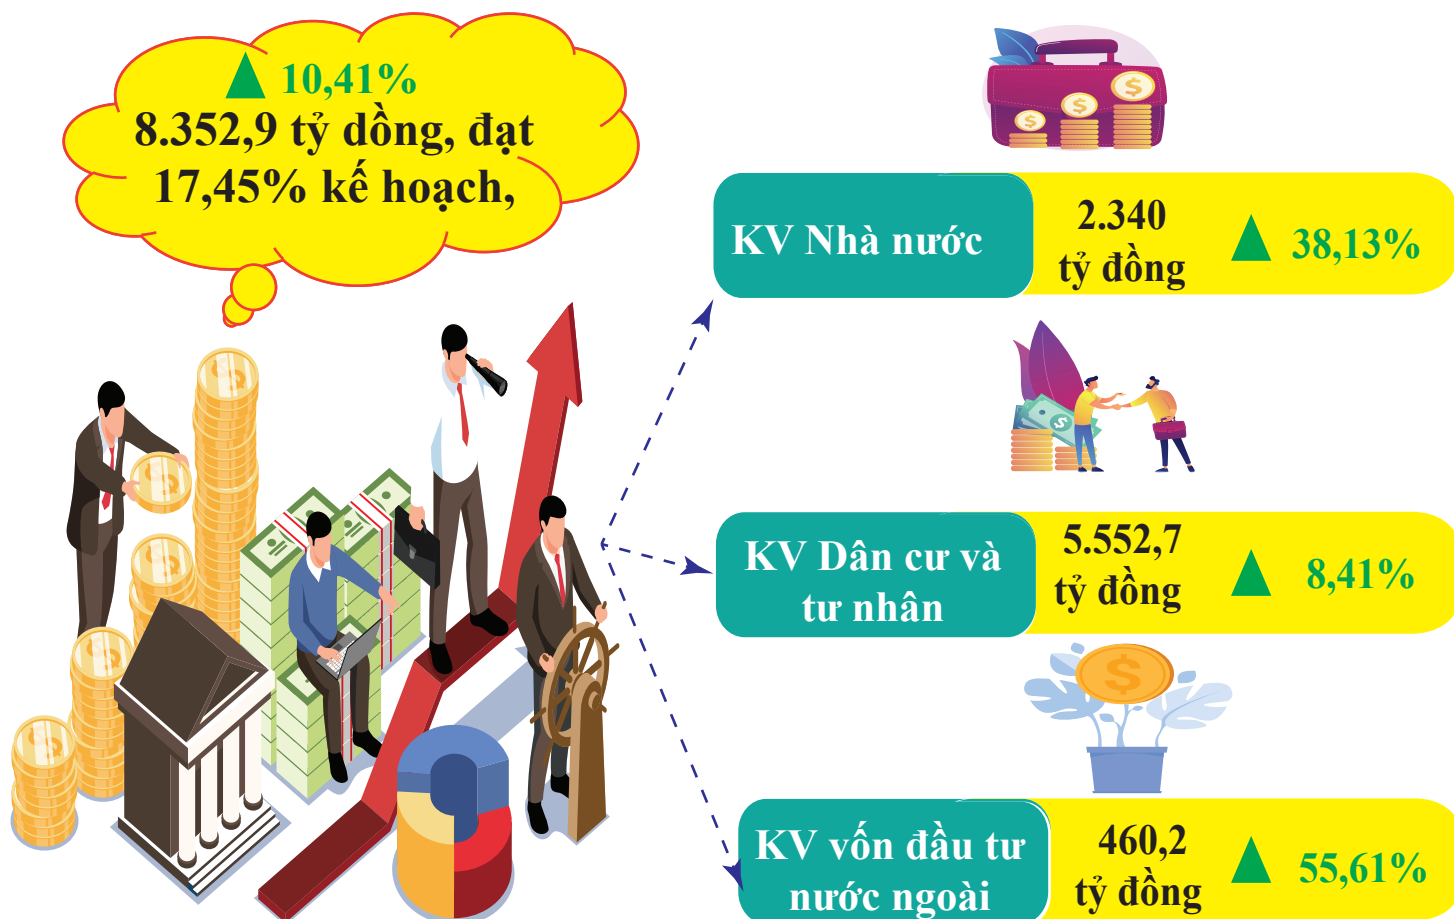 10,41%
8.352,9 tỷ dồng, đạt
17,45% kế hoạch,
KV Nhà nước
2.340
tỷ đồng
38,13%
KV Dân cư và
tư nhân
5.552,7
tỷ đồng
8,41%
KV vốn đầu tư
nước ngoài
460,2
tỷ đồng
55,61%